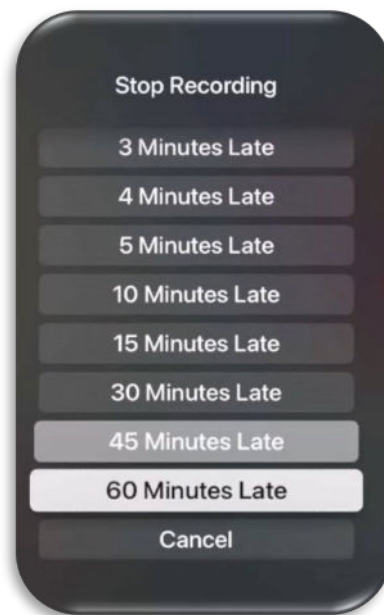 Stop Recording
3 Minutes Late
4 Minutes Late
5 Minutes Late
10 Minutes Late
15 Minutes Late
30 Minutes Late
45 Minutes Late
60 Minutes Late
Cancel